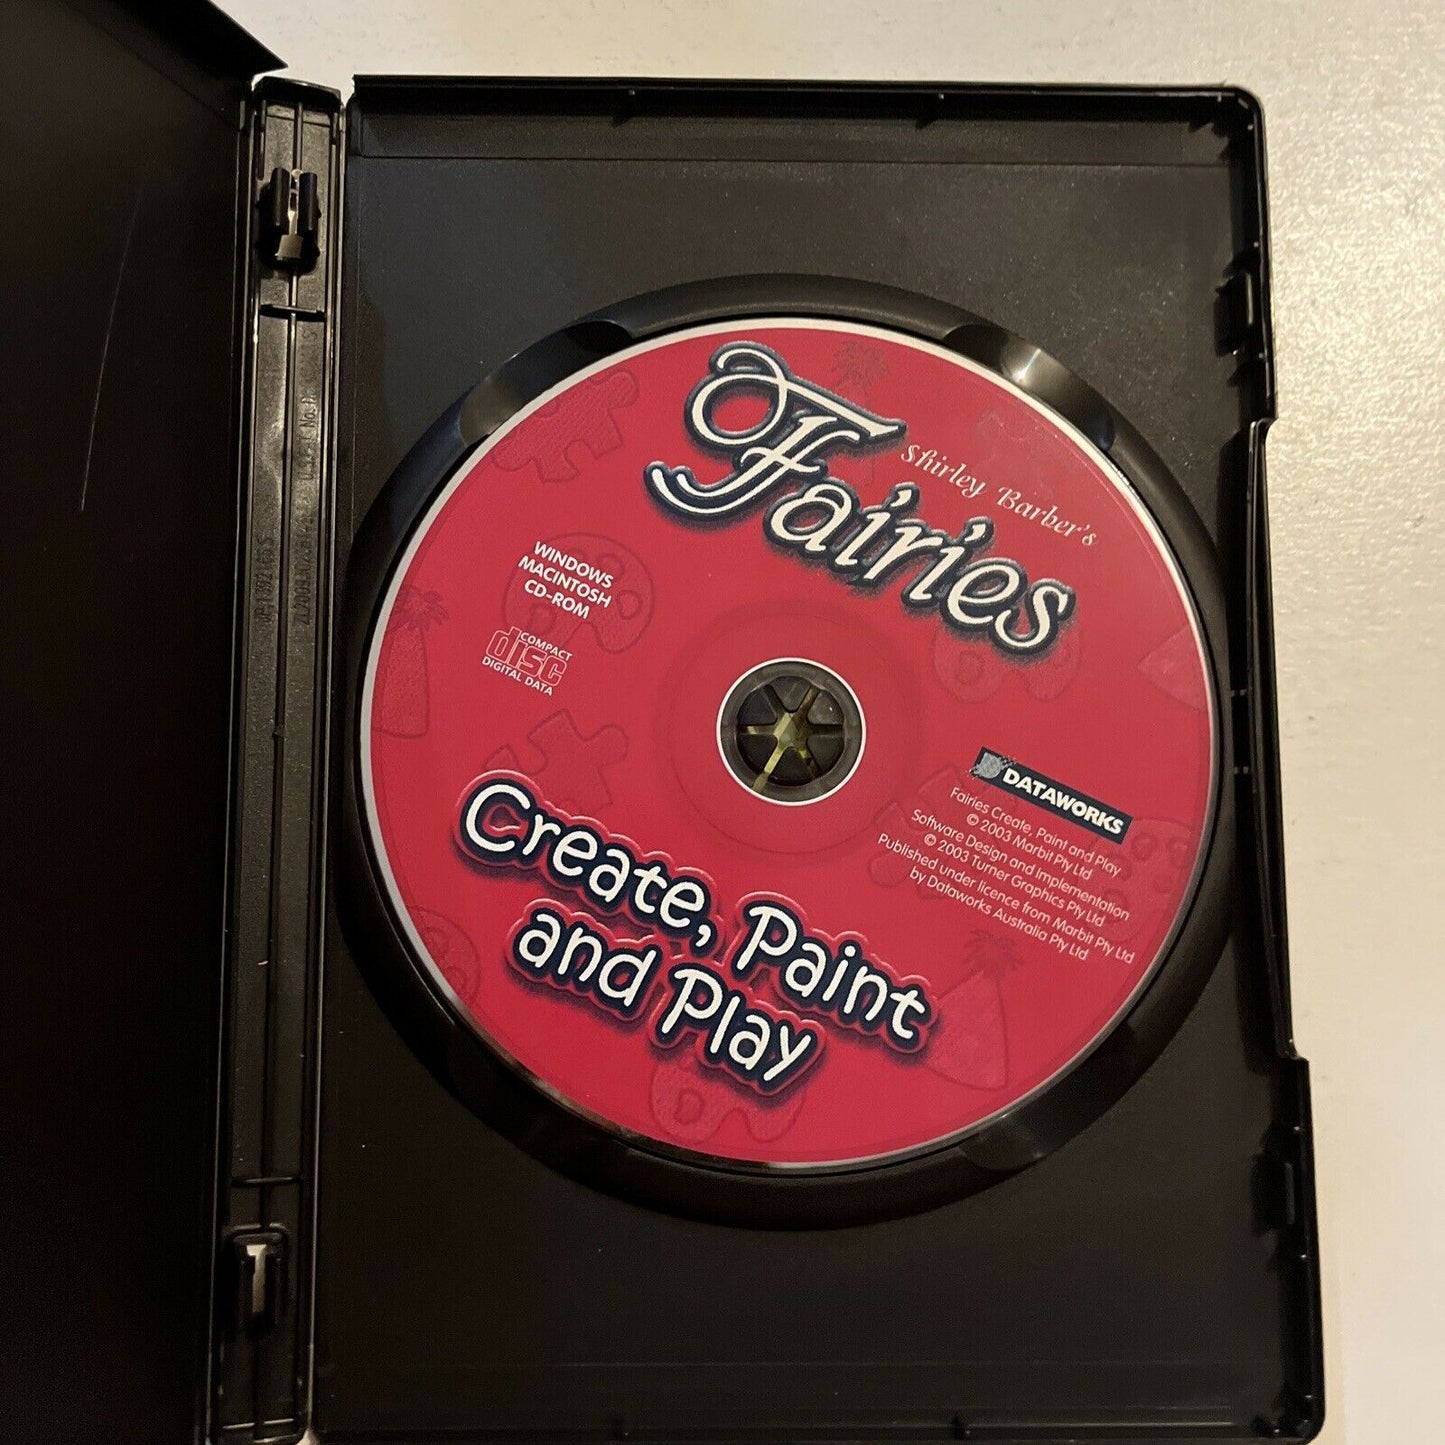 Shirley Barber's
Fairies
WINDOWS
MACINTOSH
CD-ROM
COMPACT
disc
DIGITAL DATA
DATAWORKS
Fairies Create, Paint and Play
© 2003 Marbit Pty Ltd
Software Design and Implementation
© 2003 Turner Graphics Pty Ltd
Published under licence from Marbit Pty Ltd
by Dataworks Australia Pty Ltd
Create, Paint
and Play